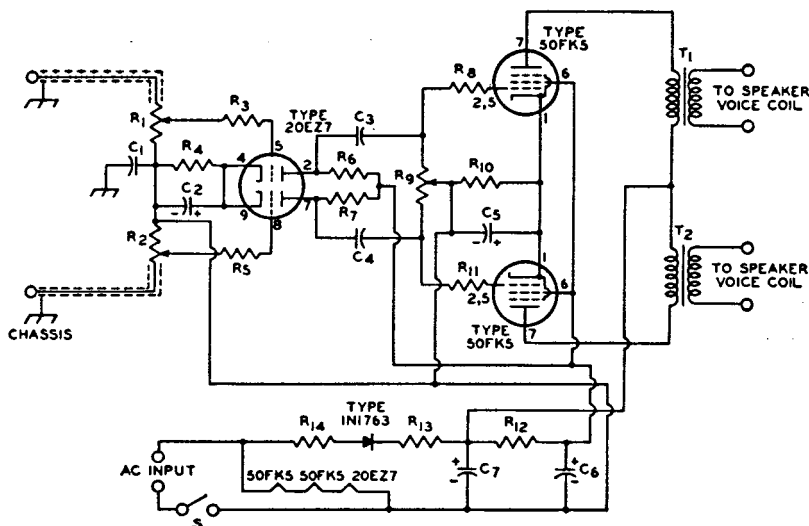 TYPE
50FK5
7
6
2,5
1
R8
T1
TO SPEAKER
VOICE COIL
R1
R3
TYPE
20EZ7
C3
5
C1
R4
4
2
R6
R9
R10
C2
- +
9
7
R7
8
C5
- +
R2
R5
C4
R11
1
6
2,5
7
TYPE
50FK5
T2
TO SPEAKER
VOICE COIL
CHASSIS
TYPE
1N1763
R14
R13
R12
AC INPUT
50FK5 50FK5 20EZ7
+
-
C7
+
-
C6
S